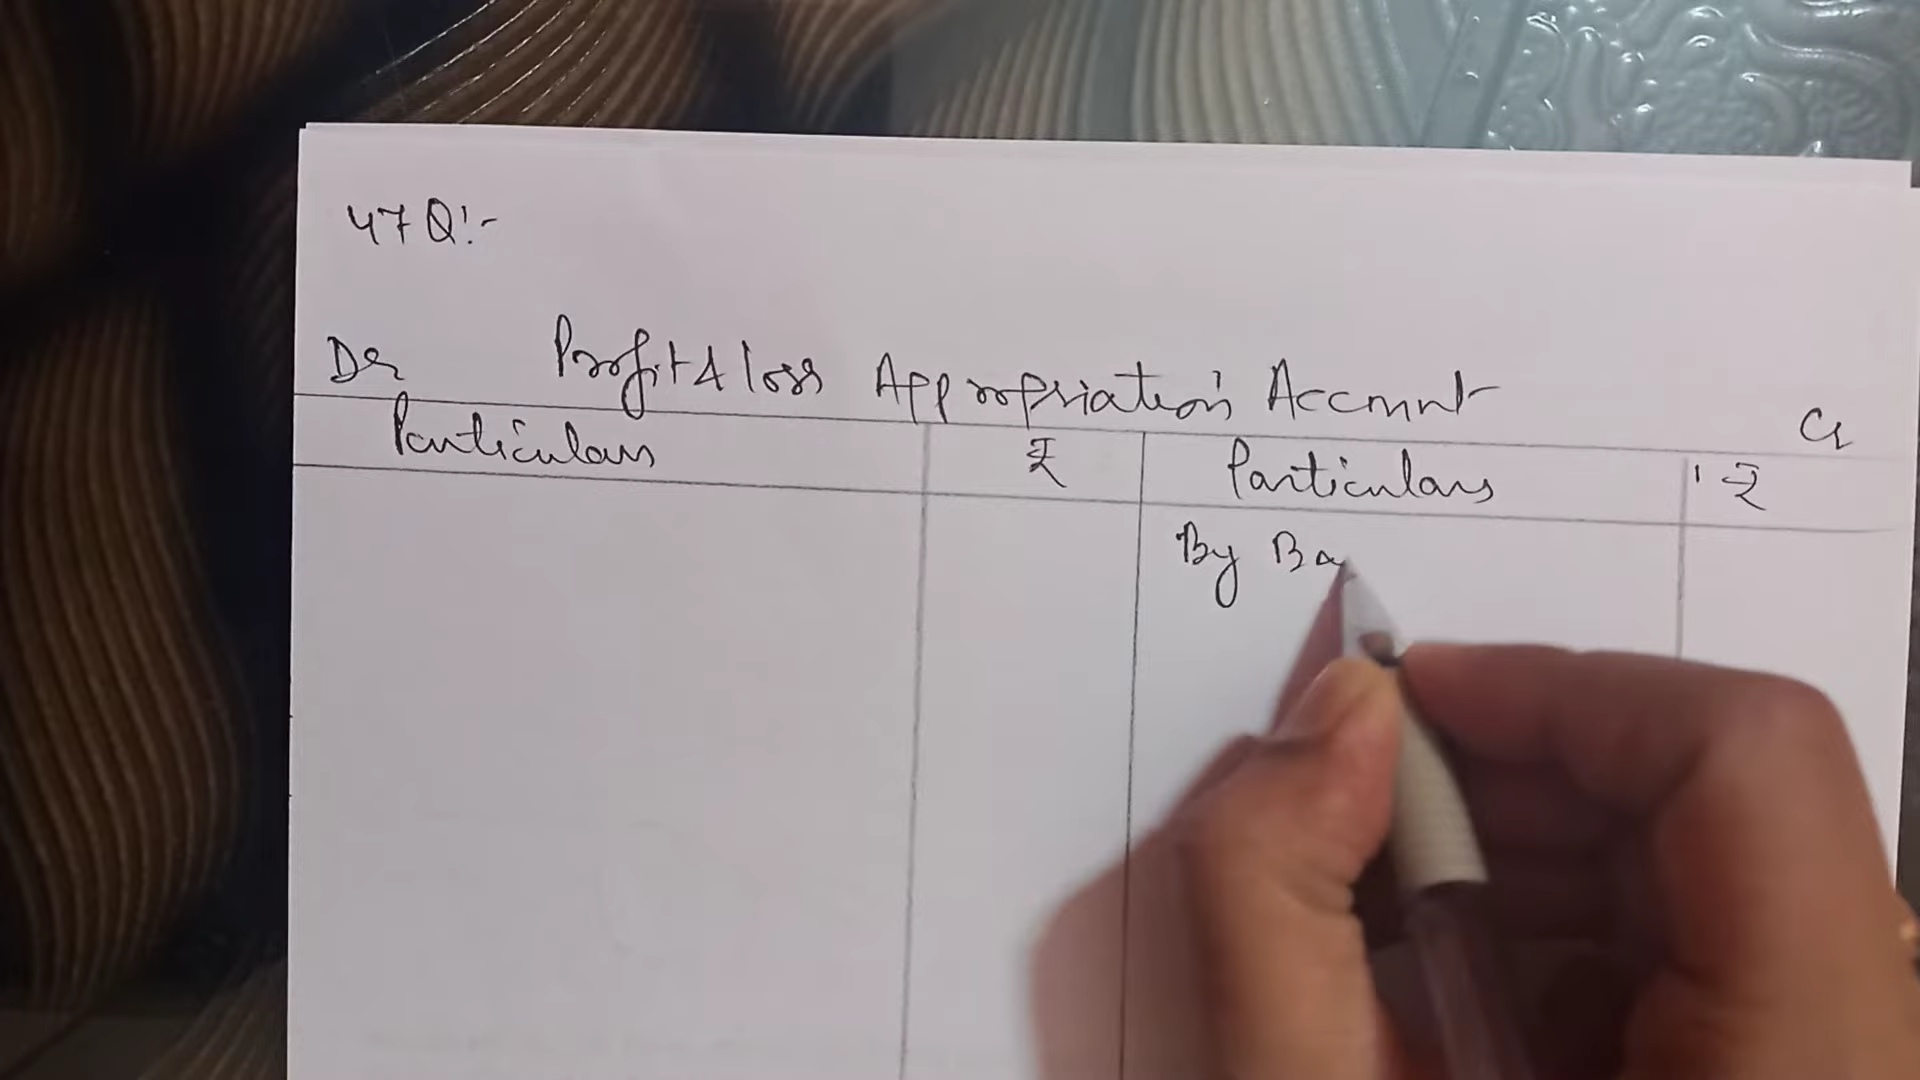 47 Q:-
Dr Profit & loss Appropriation Account Cr
Particulars ₹ Particulars ₹
By Ba